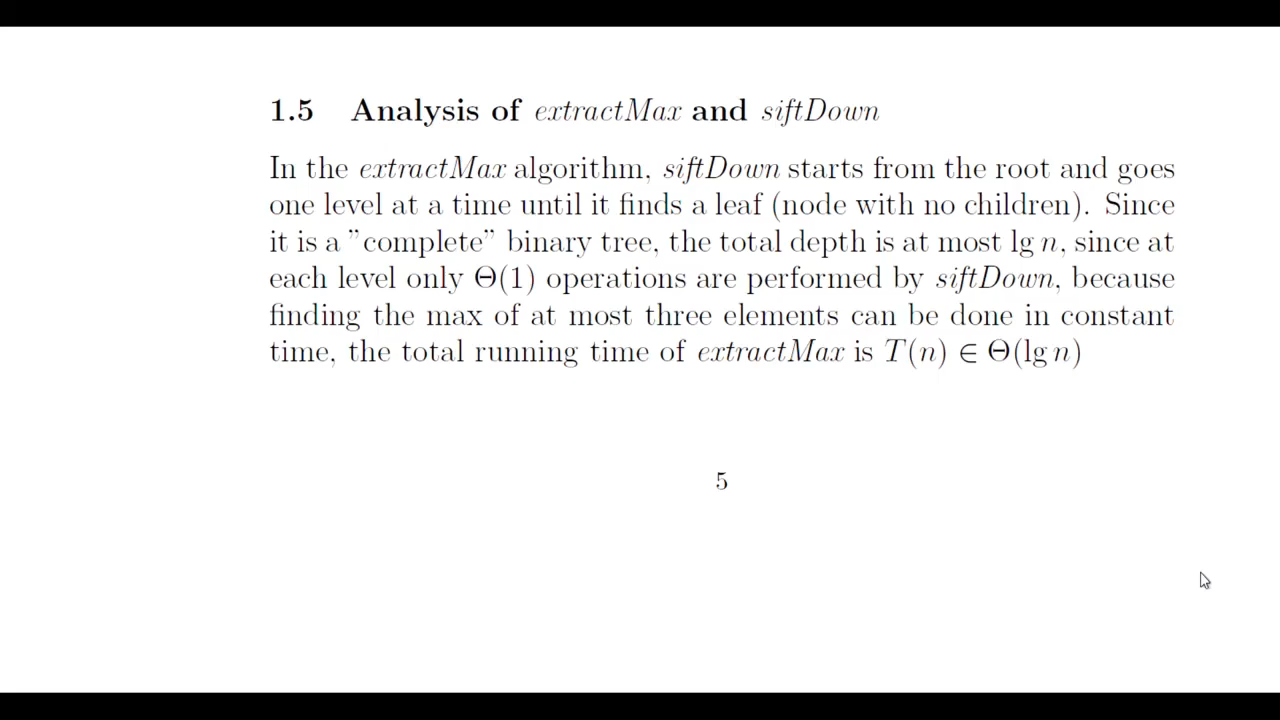 1.5 Analysis of extractMax and siftDown
In the extractMax algorithm, siftDown starts from the root and goes
one level at a time until it finds a leaf (node with no children). Since
it is a ”complete” binary tree, the total depth is at most lg n, since at
each level only Θ(1) operations are performed by siftDown, because
finding the max of at most three elements can be done in constant
time, the total running time of extractMax is T(n) ∈ Θ(lg n)
5